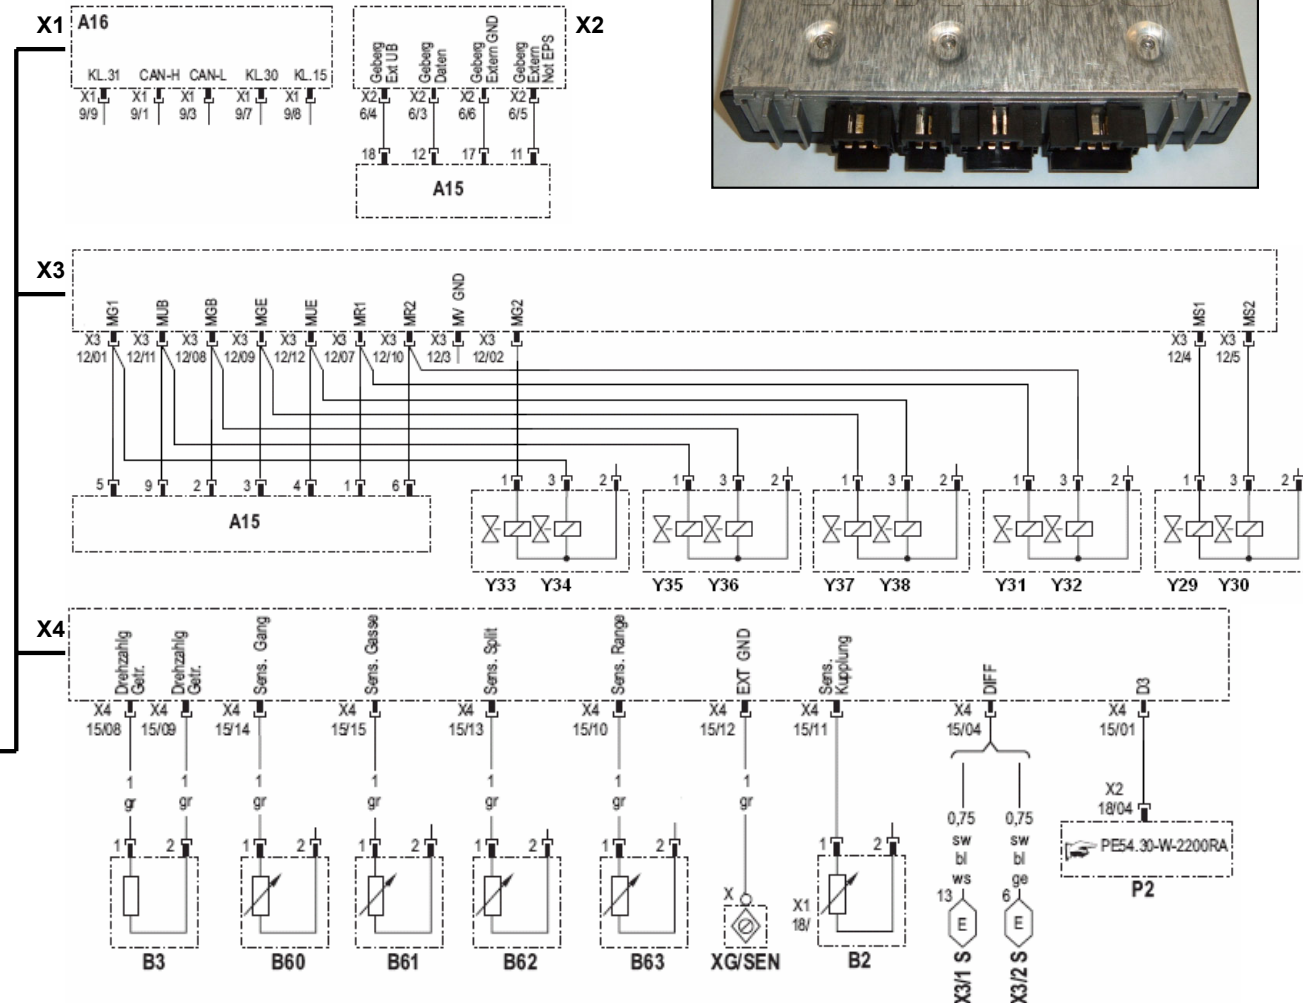 X1
A16
KL.31 CAN-H CAN-L KL.30 KL.15
X1 X1 X1 X1 X1
9/9 9/1 9/3 9/7 9/8
X2
Geberg Ext UB
Geberg Daten
Geberg Extern GND
Geberg Extern Not EPS
X2 X2 X2 X2
6/4 6/3 6/6 6/5
18 12 17 11
A15
X3
MG1 MUB MGB MGE MUE MR1 MR2 MV GND MG2 MS1 MS2
X3 X3 X3 X3 X3 X3 X3 X3 X3 X3 X3
12/01 12/11 12/08 12/09 12/12 12/07 12/10 12/3 12/02 12/4 12/5
5 9 2 3 4 1 6
A15
1 3 2 1 3 2 1 3 2 1 3 2 1 3 2
Y33 Y34 Y35 Y36 Y37 Y38 Y31 Y32 Y29 Y30
X4
Drehzahlg Getr.
Drehzahlg Getr.
Sens. Gang
Sens. Gasse
Sens. Split
Sens. Range
EXT GND
Sens. Kupplung
DIFF
D3
X4 X4 X4 X4 X4 X4 X4 X4 X4 X4
15/08 15/09 15/14 15/15 15/13 15/10 15/12 15/11 15/04 15/01
1 1 1 1 1 1 1
gr gr gr gr gr gr gr
X2
18/04
0,75 0,75
sw sw
bl bl
ws ge
13 6
E E
X3/1 S X3/2 S
PE54.30-W-2200RA
P2
1 2 1 2 1 2 1 2 1 2 X 1 2
X1
18/
B3 B60 B61 B62 B63 XG/SEN B2